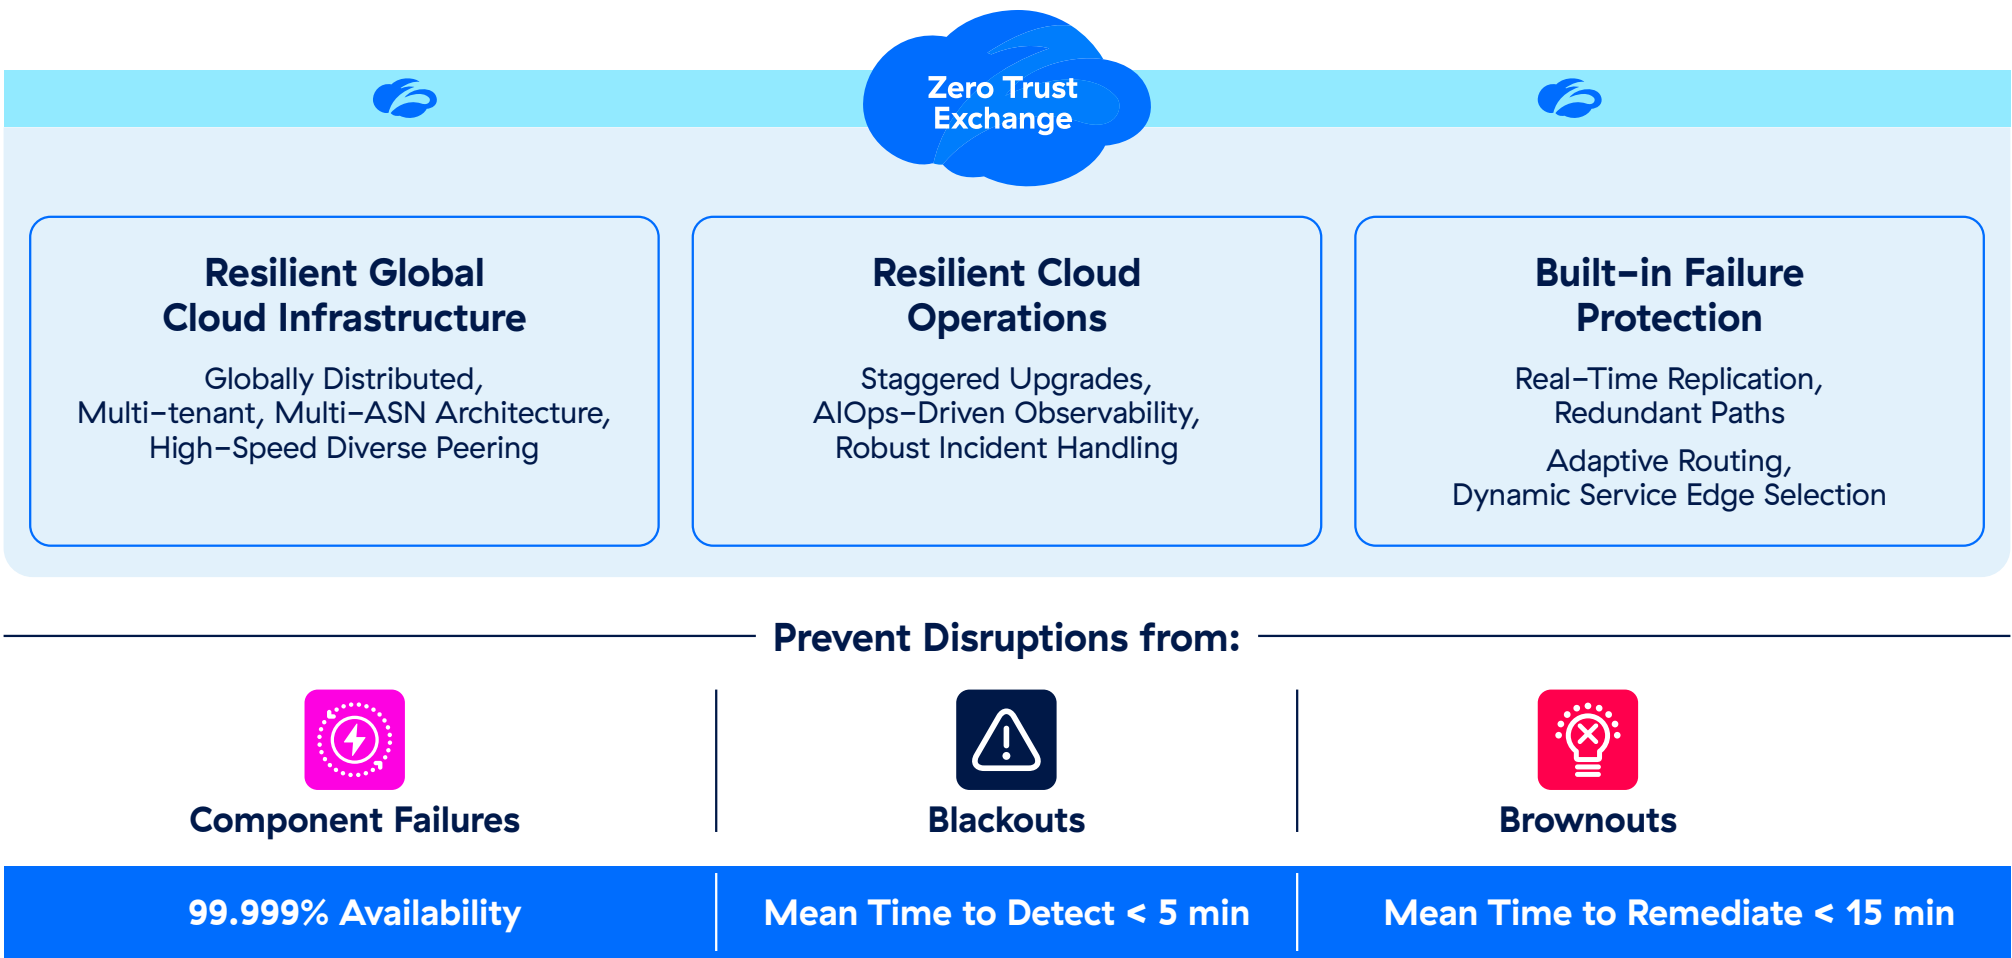 Zero Trust
Exchange
Resilient Global
Cloud Infrastructure
Globally Distributed,
Multi-tenant, Multi-ASN Architecture,
High-Speed Diverse Peering
Resilient Cloud
Operations
Staggered Upgrades,
AIOps-Driven Observability,
Robust Incident Handling
Built-in Failure
Protection
Real-Time Replication,
Redundant Paths
Adaptive Routing,
Dynamic Service Edge Selection
Prevent Disruptions from:
Component Failures
Blackouts
Brownouts
99.999% Availability
Mean Time to Detect < 5 min
Mean Time to Remediate < 15 min